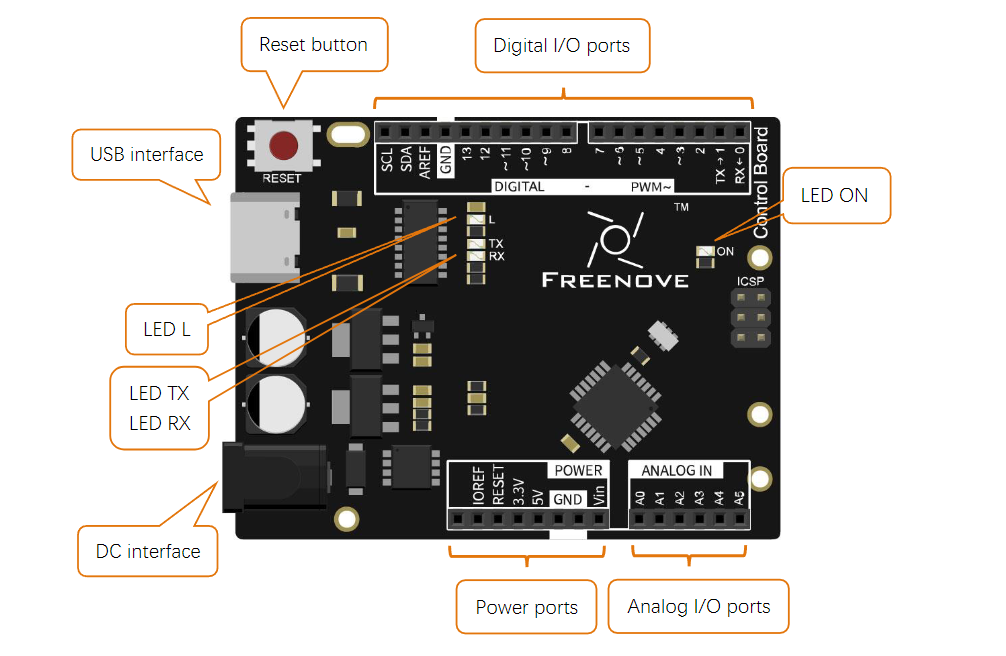 Reset button
Digital I/O ports
USB interface
LED ON
RESET
SCL
SDA
AREF
GND
13
12
~11
~10
~9
8
7
~6
~5
4
~3
2
TX→1
RX←0
DIGITAL - PWM~
Control Board
TM
L
TX
RX
ON
FREENOVE
ICSP
LED L
LED TX
LED RX
DC interface
POWER
IOREF
RESET
3.3V
5V
GND
Vin
ANALOG IN
A0
A1
A2
A3
A4
A5
Power ports
Analog I/O ports